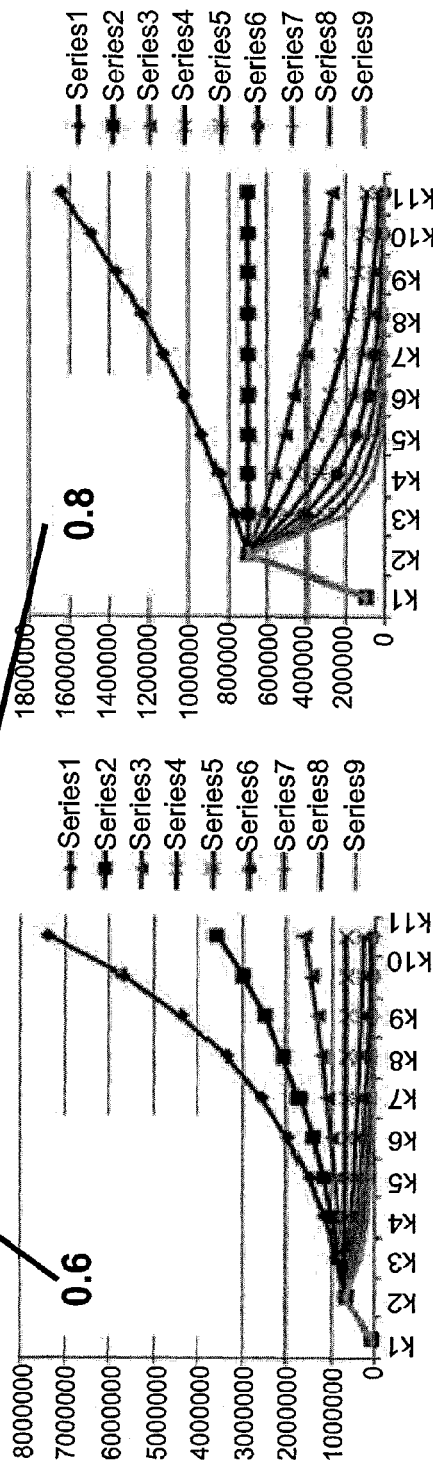 0.6
8000000
7000000
6000000
5000000
4000000
3000000
2000000
1000000
0
k1
k2
k3
k4
k5
k6
k7
k8
k9
k10
k11
Series1
Series2
Series3
Series4
Series5
Series6
Series7
Series8
Series9
0.8
1800000
1600000
1400000
1200000
1000000
800000
600000
400000
200000
0
k1
k2
k3
k4
k5
k6
k7
k8
k9
k10
k11
Series1
Series2
Series3
Series4
Series5
Series6
Series7
Series8
Series9